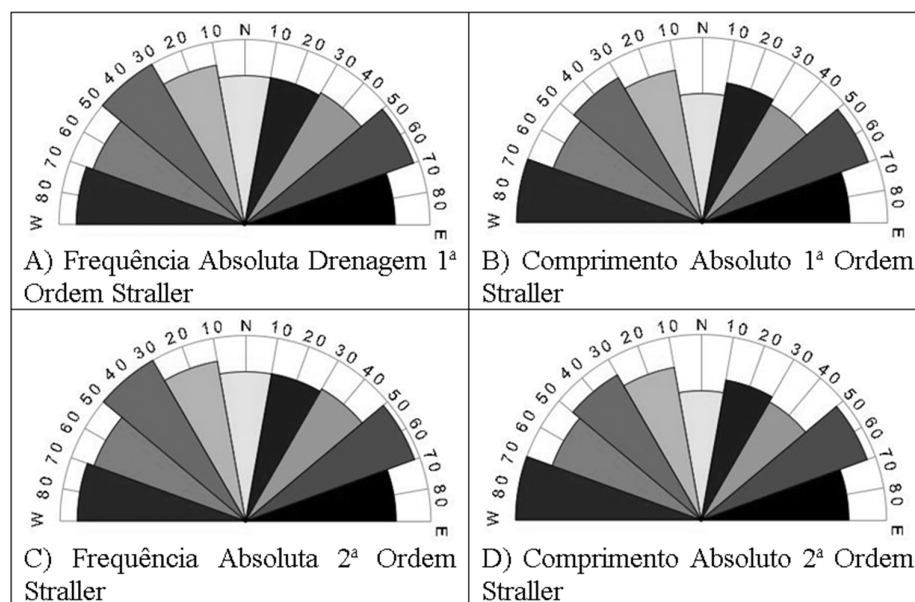 W 80 70 60 50 40 30 20 10 N 10 20 30 40 50 60 70 80 E
A) Frequência Absoluta Drenagem 1ª
Ordem Straller
W 80 70 60 50 40 30 20 10 N 10 20 30 40 50 60 70 80 E
B) Comprimento Absoluto 1ª Ordem
Straller
W 80 70 60 50 40 30 20 10 N 10 20 30 40 50 60 70 80 E
C) Frequência Absoluta 2ª Ordem
Straller
W 80 70 60 50 40 30 20 10 N 10 20 30 40 50 60 70 80 E
D) Comprimento Absoluto 2ª Ordem
Straller